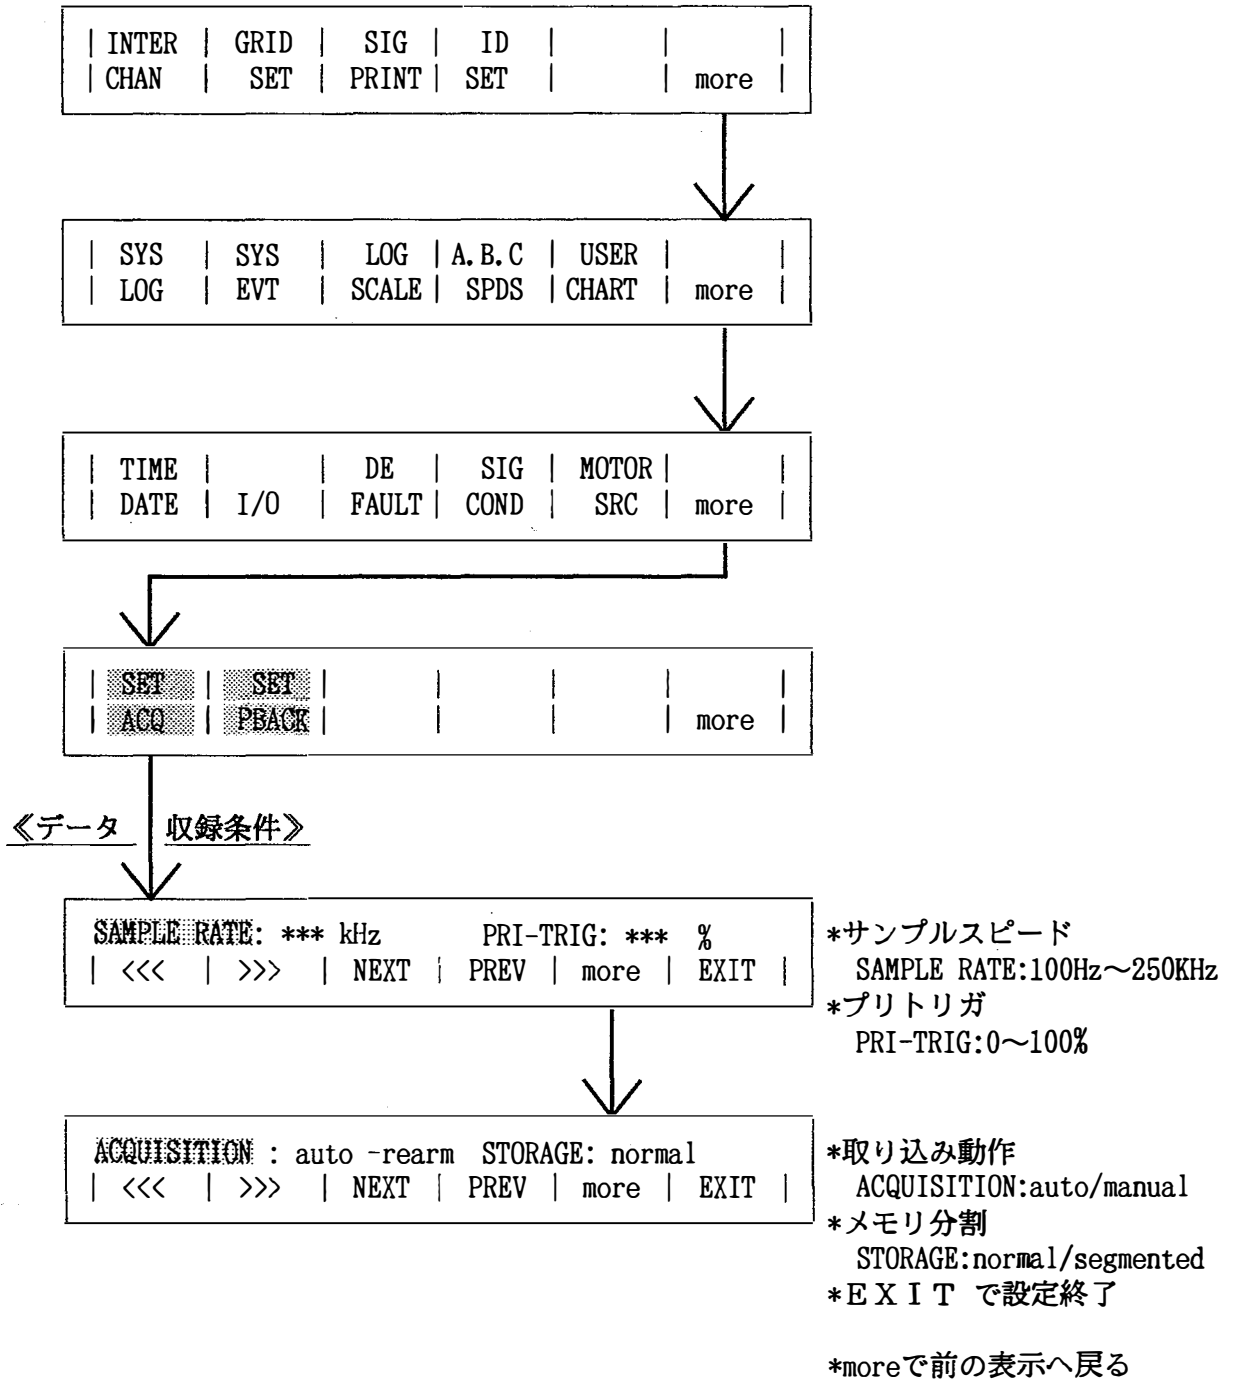 | INTER | GRID | SIG | ID | | |
| CHAN | SET | PRINT | SET | | more |
| SYS | SYS | LOG | A.B.C | USER | |
| LOG | EVT | SCALE | SPDS | CHART | more |
| TIME | | DE | SIG | MOTOR | |
| DATE | I/O | FAULT | COND | SRC | more |
| SET | SET | | | | |
| ACQ | PBACK | | | | more |
《データ 収録条件》
SAMPLE RATE: *** kHz PRI-TRIG: *** %
| <<< | >>> | NEXT | PREV | more | EXIT |
*サンプルスピード
SAMPLE RATE:100Hz～250KHz
*プリトリガ
PRI-TRIG:0～100%
ACQUISITION : auto -rearm STORAGE: normal
| <<< | >>> | NEXT | PREV | more | EXIT |
*取り込み動作
ACQUISITION:auto/manual
*メモリ分割
STORAGE:normal/segmented
*ＥＸＩＴ で設定終了
*moreで前の表示へ戻る